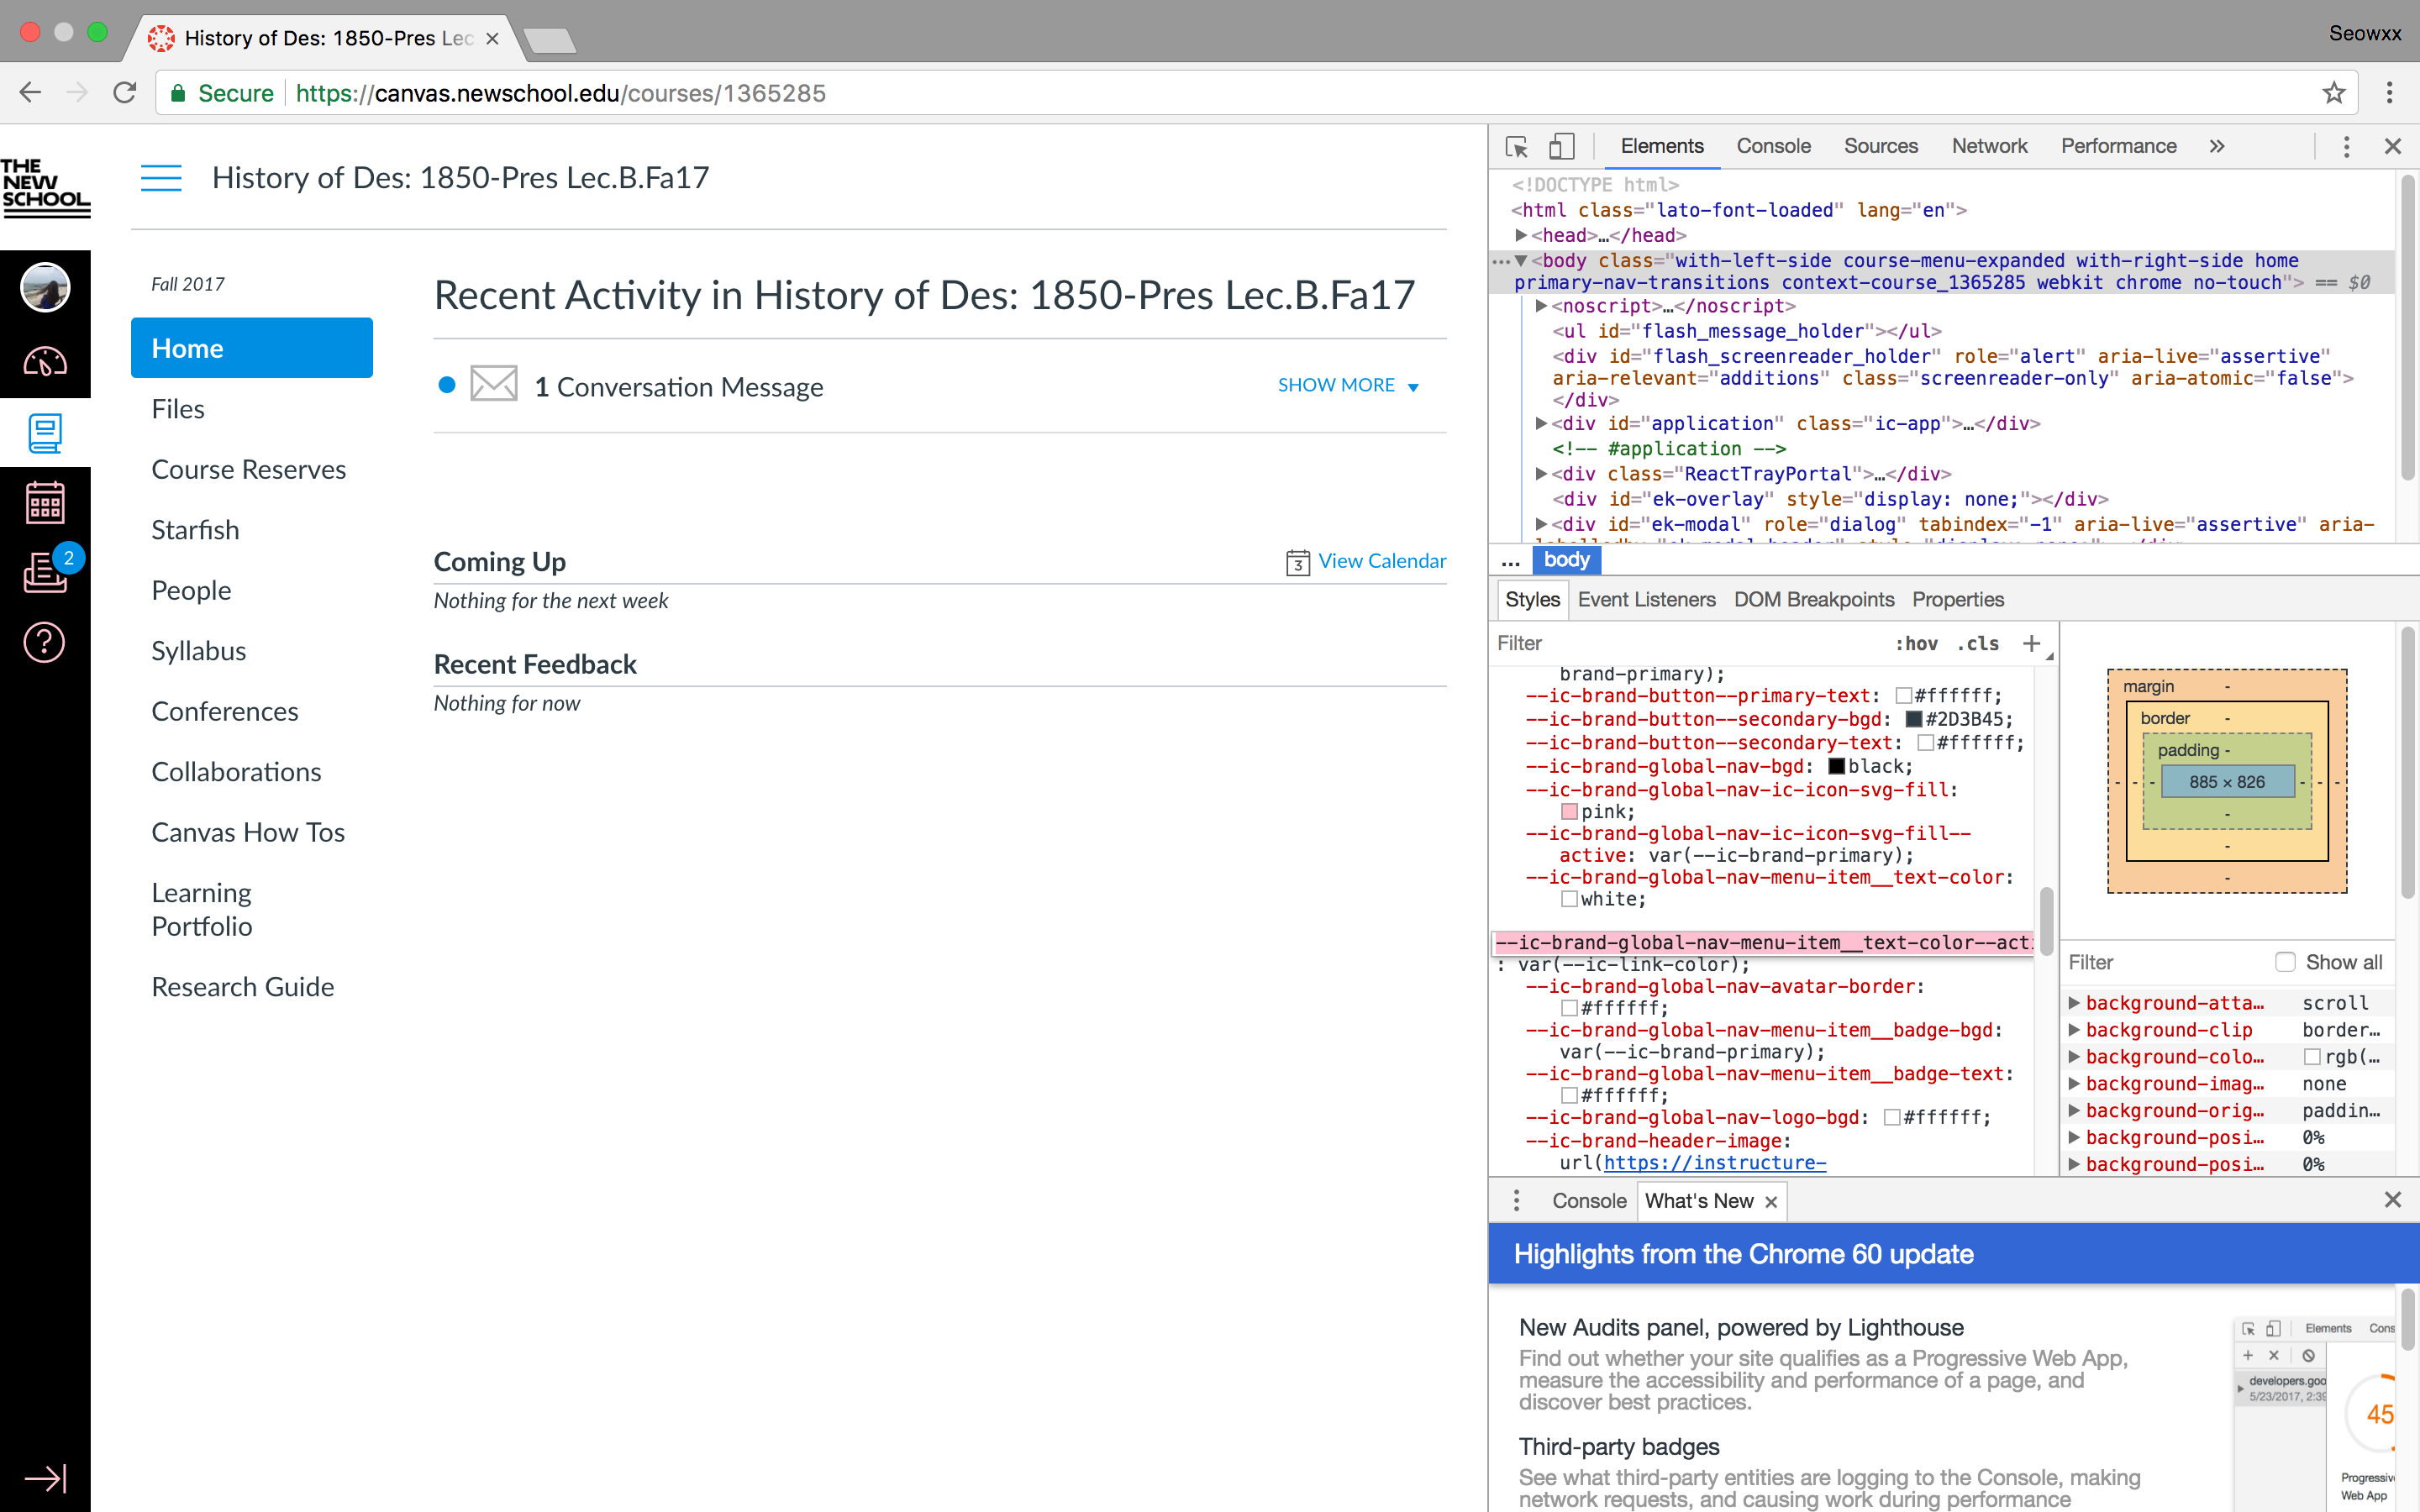 History of Des: 1850-Pres Lec
Seowxx
Secure https://canvas.newschool.edu/courses/1365285
THE
NEW
SCHOOL
History of Des: 1850-Pres Lec.B.Fa17
Fall 2017
Home
Files
Course Reserves
Starfish
People
Syllabus
Conferences
Collaborations
Canvas How Tos
Learning
Portfolio
Research Guide
2
Recent Activity in History of Des: 1850-Pres Lec.B.Fa17
1 Conversation Message SHOW MORE
Coming Up 3 View Calendar
Nothing for the next week
Recent Feedback
Nothing for now
Elements Console Sources Network Performance »
<!DOCTYPE html>
<html class="lato-font-loaded" lang="en">
<head>…</head>
<body class="with-left-side course-menu-expanded with-right-side home
primary-nav-transitions context-course_1365285 webkit chrome no-touch"> == $0
<noscript>…</noscript>
<ul id="flash_message_holder"></ul>
<div id="flash_screenreader_holder" role="alert" aria-live="assertive"
aria-relevant="additions" class="screenreader-only" aria-atomic="false">
</div>
<div id="application" class="ic-app">…</div>
<!-- #application -->
<div class="ReactTrayPortal">…</div>
<div id="ek-overlay" style="display: none;"></div>
<div id="ek-modal" role="dialog" tabindex="-1" aria-live="assertive" aria-
... body
Styles Event Listeners DOM Breakpoints Properties
Filter :hov .cls +
brand-primary);
--ic-brand-button--primary-text: #ffffff;
--ic-brand-button--secondary-bgd: #2D3B45;
--ic-brand-button--secondary-text: #ffffff;
--ic-brand-global-nav-bgd: black;
--ic-brand-global-nav-ic-icon-svg-fill:
pink;
--ic-brand-global-nav-ic-icon-svg-fill--
active: var(--ic-brand-primary);
--ic-brand-global-nav-menu-item__text-color:
white;
--ic-brand-global-nav-menu-item__text-color--acti
: var(--ic-link-color);
--ic-brand-global-nav-avatar-border:
#ffffff;
--ic-brand-global-nav-menu-item__badge-bgd:
var(--ic-brand-primary);
--ic-brand-global-nav-menu-item__badge-text:
#ffffff;
--ic-brand-global-nav-logo-bgd: #ffffff;
--ic-brand-header-image:
url(https://instructure-
margin -
border -
padding -
- - - 885 × 826 - - -
-
-
-
Filter Show all
background-atta… scroll
background-clip border…
background-colo… rgb(…
background-imag… none
background-orig… paddin…
background-posi… 0%
background-posi… 0%
Console What's New
Highlights from the Chrome 60 update
New Audits panel, powered by Lighthouse
Find out whether your site qualifies as a Progressive Web App,
measure the accessibility and performance of a page, and
discover best practices.
Third-party badges
See what third-party entities are logging to the Console, making
network requests, and causing work during performance
Elements Cons
developers.goo
5/23/2017, 2:39
45
Progressiv
Web App